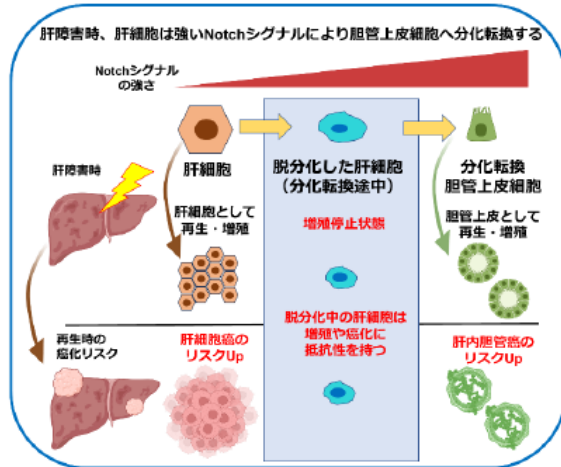 肝障害時、肝細胞は強いNotchシグナルにより胆管上皮細胞へ分化転換する
Notchシグナル
の強さ
肝細胞
脱分化した肝細胞
(分化転換途中)
分化転換
胆管上皮細胞
肝障害時
肝細胞として
再生・増殖
増殖停止状態
胆管上皮として
再生・増殖
脱分化中の肝細胞は
増殖や癌化に
抵抗性を持つ
再生時の
癌化リスク
肝細胞癌の
リスクUp
肝内胆管癌の
リスクUp